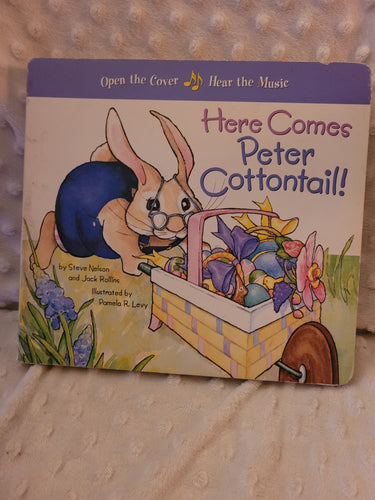 Open the Cover Hear the Music
Here Comes
Peter
Cottontail!
by Steve Nelson
and Jack Rollins
Illustrated by
Pamela R. Levy